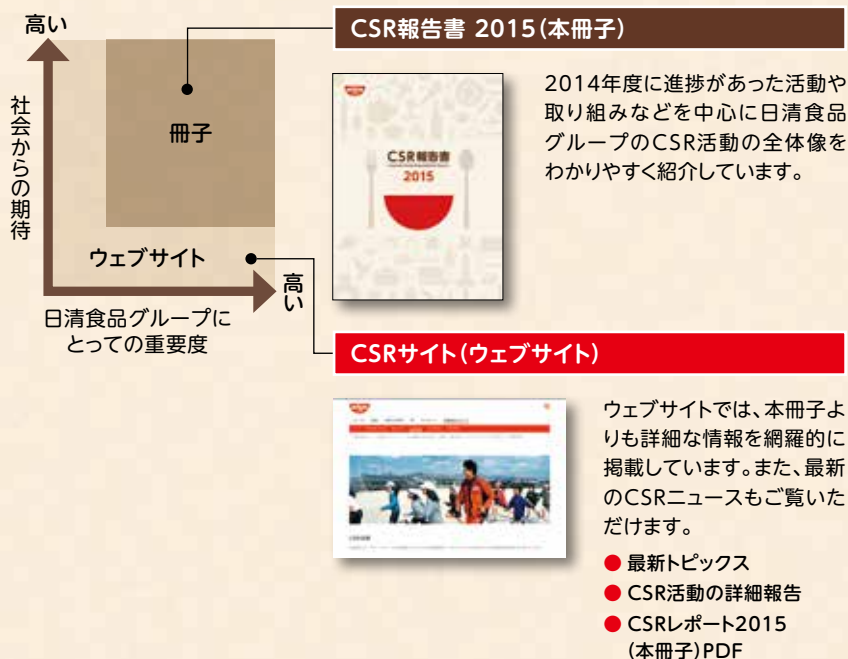 高い
社会からの期待
冊子
ウェブサイト
高い
日清食品グループに
とっての重要度
CSR報告書 2015(本冊子)
CSR報告書
2015
2014年度に進捗があった活動や
取り組みなどを中心に日清食品
グループのCSR活動の全体像を
わかりやすく紹介しています。
CSRサイト(ウェブサイト)
ウェブサイトでは、本冊子よ
りも詳細な情報を網羅的に
掲載しています。また、最新
のCSRニュースもご覧いた
だけます。
● 最新トピックス
● CSR活動の詳細報告
● CSRレポート2015
(本冊子)PDF